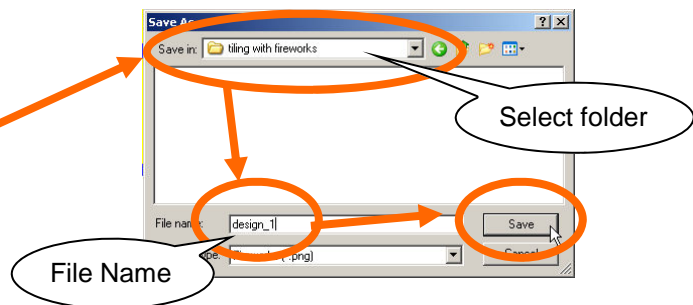 Save As
Save in: tiling with fireworks
Select folder
File name: design_1
Save
File Name
(*.png)
Cancel